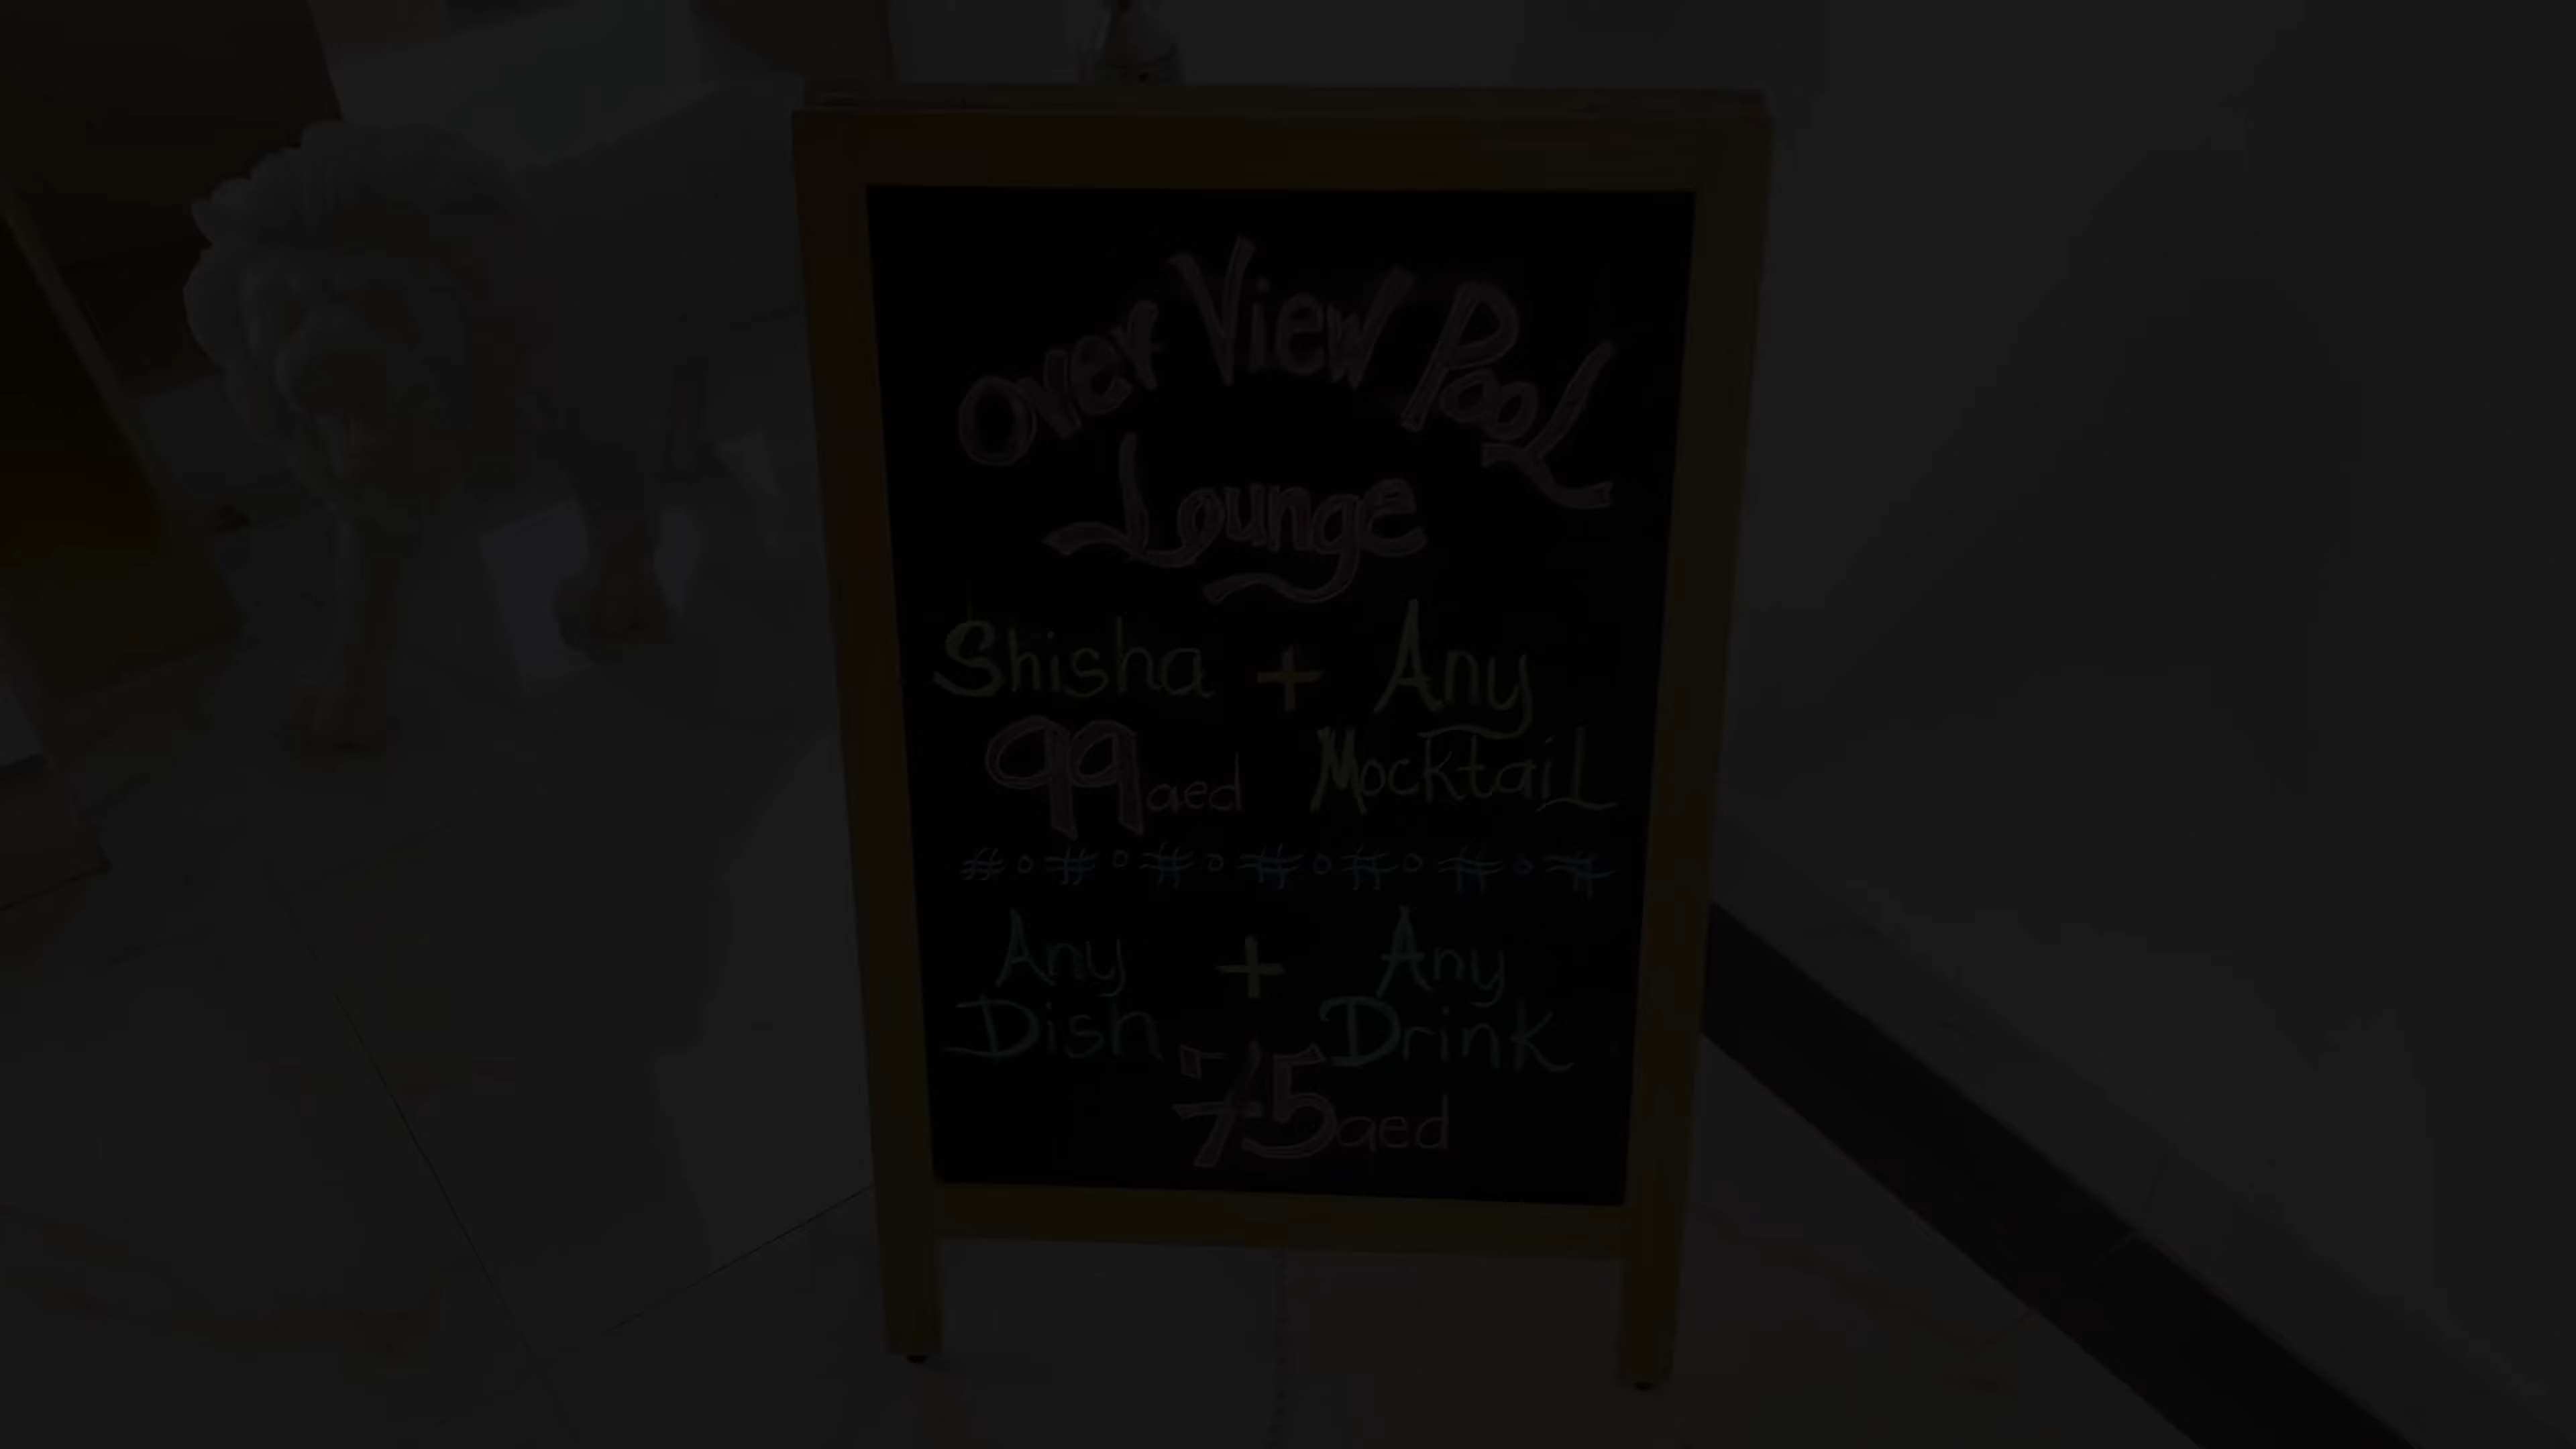 Over View Pool
Lounge
Shisha + Any
99aed Mocktail
# o # o # o # o # o # o #
Any + Any
Dish Drink
75aed